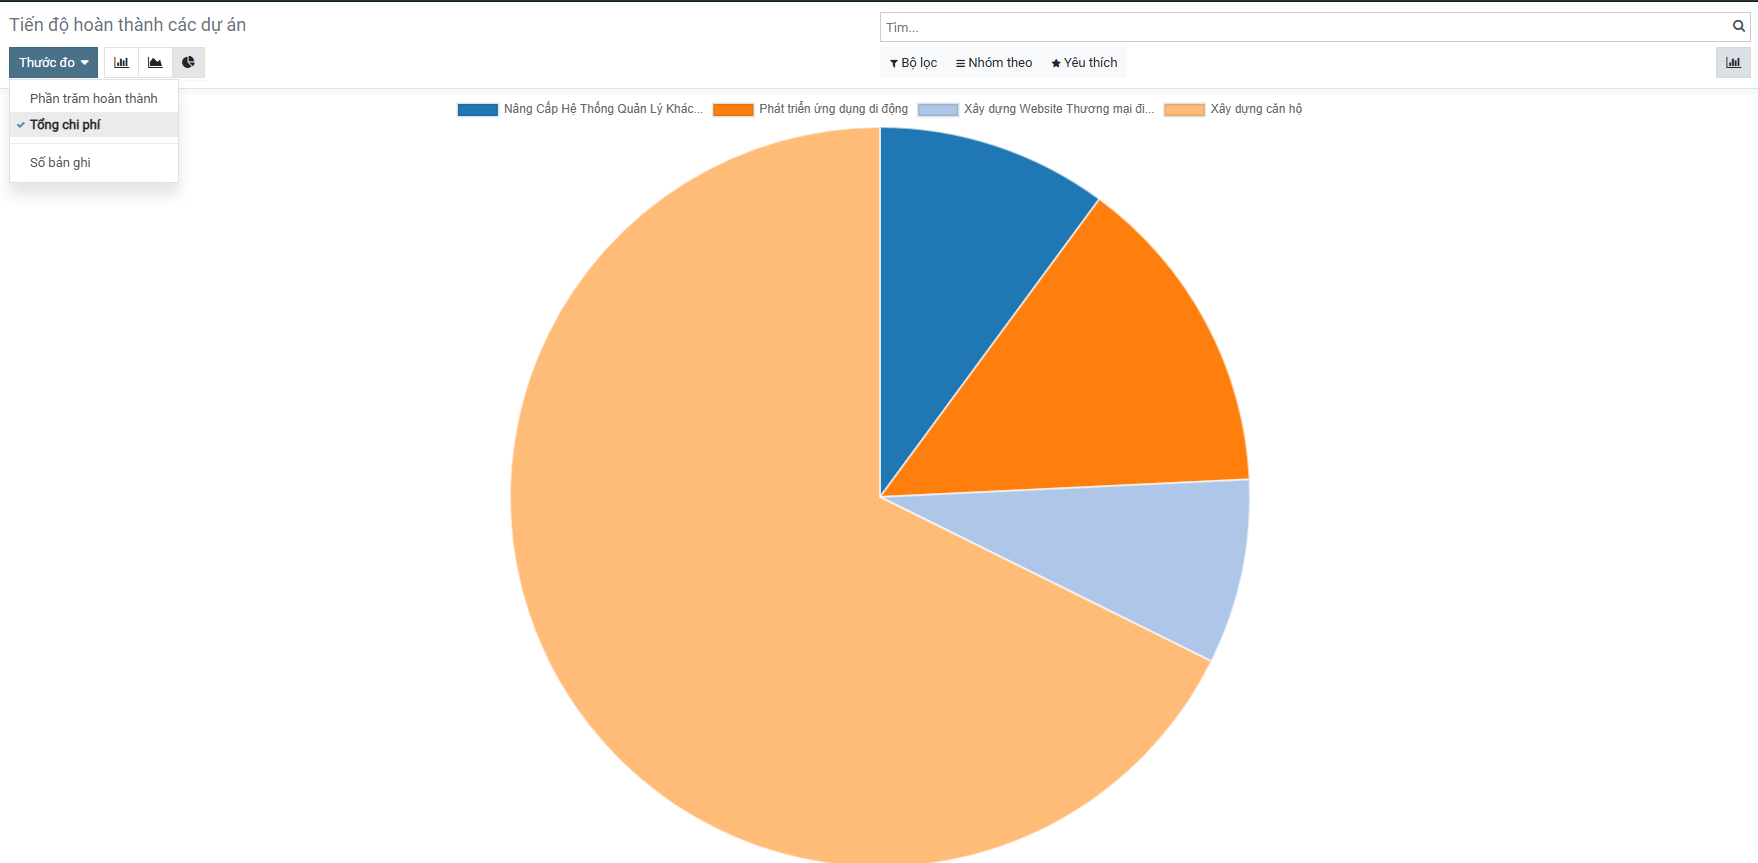 Tiến độ hoàn thành các dự án
Tìm...
Thước đo
Bộ lọc
Nhóm theo
Yêu thích
Phần trăm hoàn thành
Tổng chi phí
Số bản ghi
Nâng Cấp Hệ Thống Quản Lý Khác...
Phát triển ứng dụng di động
Xây dựng Website Thương mại đi...
Xây dựng căn hộ